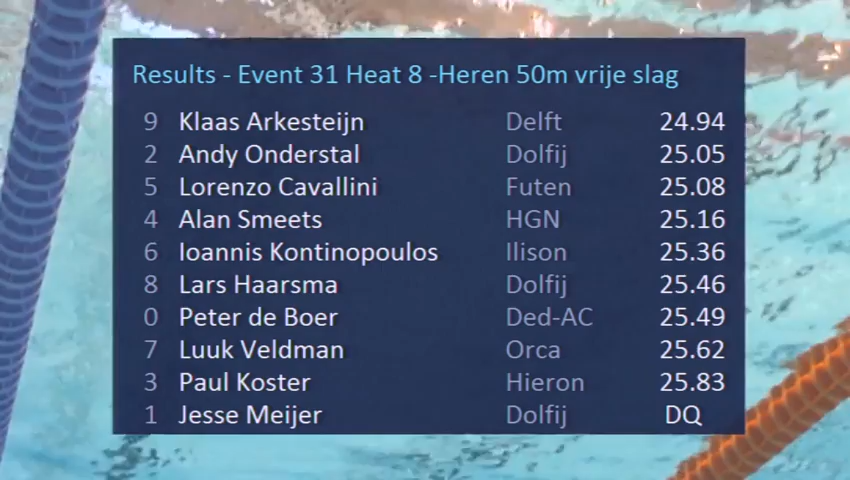 Results - Event 31 Heat 8 -Heren 50m vrije slag
9 Klaas Arkesteijn Delft 24.94
2 Andy Onderstal Dolfij 25.05
5 Lorenzo Cavallini Futen 25.08
4 Alan Smeets HGN 25.16
6 Ioannis Kontinopoulos Ilison 25.36
8 Lars Haarsma Dolfij 25.46
0 Peter de Boer Ded-AC 25.49
7 Luuk Veldman Orca 25.62
3 Paul Koster Hieron 25.83
1 Jesse Meijer Dolfij DQ